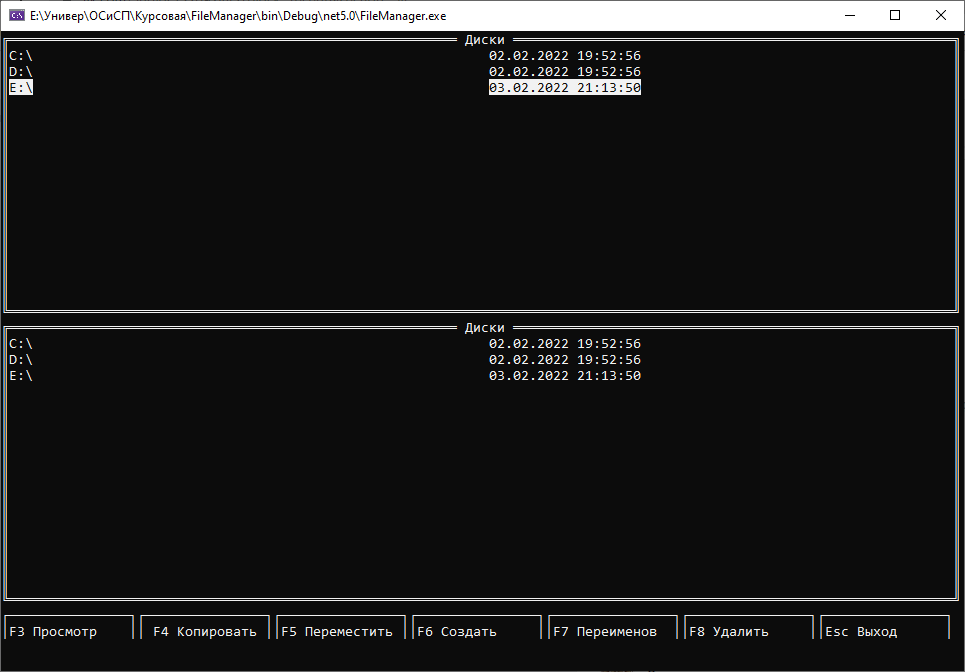 E:\Универ\ОСиСП\Курсовая\FileManager\bin\Debug\net5.0\FileManager.exe
Диски
C:\ 02.02.2022 19:52:56
D:\ 02.02.2022 19:52:56
E:\ 03.02.2022 21:13:50
Диски
C:\ 02.02.2022 19:52:56
D:\ 02.02.2022 19:52:56
E:\ 03.02.2022 21:13:50
F3 Просмотр F4 Копировать F5 Переместить F6 Создать F7 Переименов F8 Удалить Esc Выход